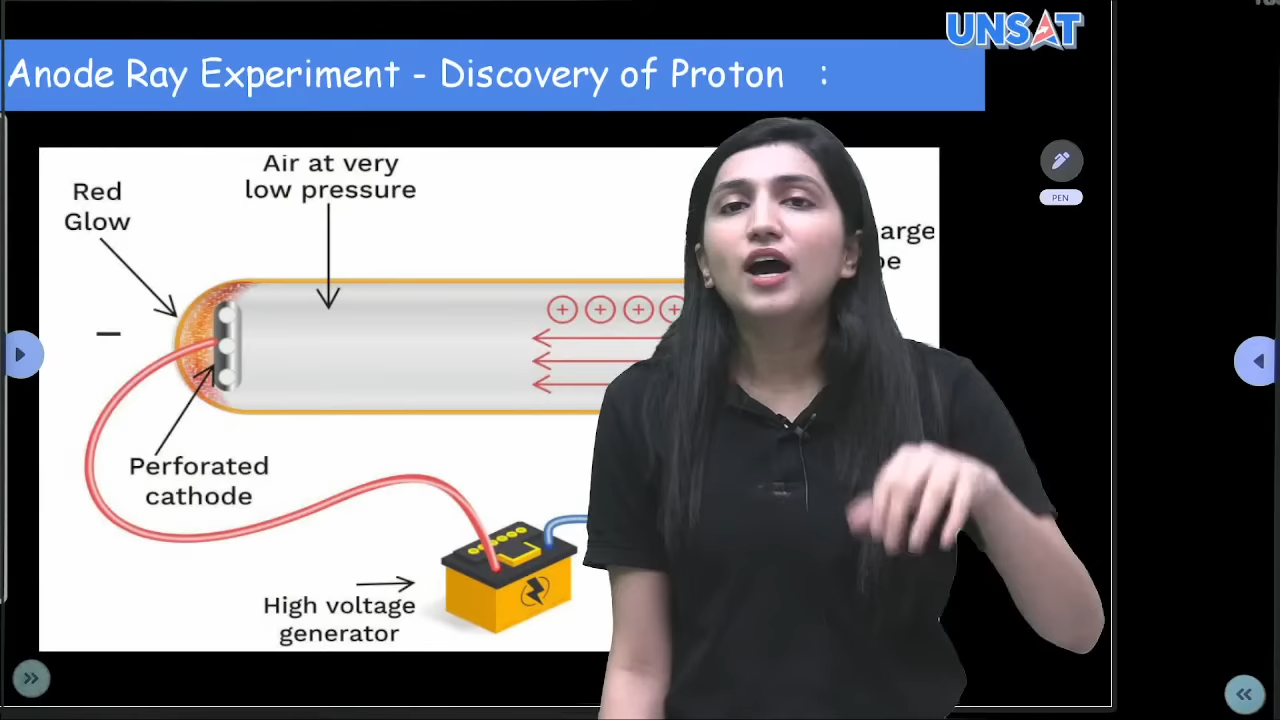 UNSAT
Anode Ray Experiment - Discovery of Proton :
Air at very
low pressure
Red
Glow
arge
PEN
–
+ + + +
Perforated
cathode
High voltage
generator